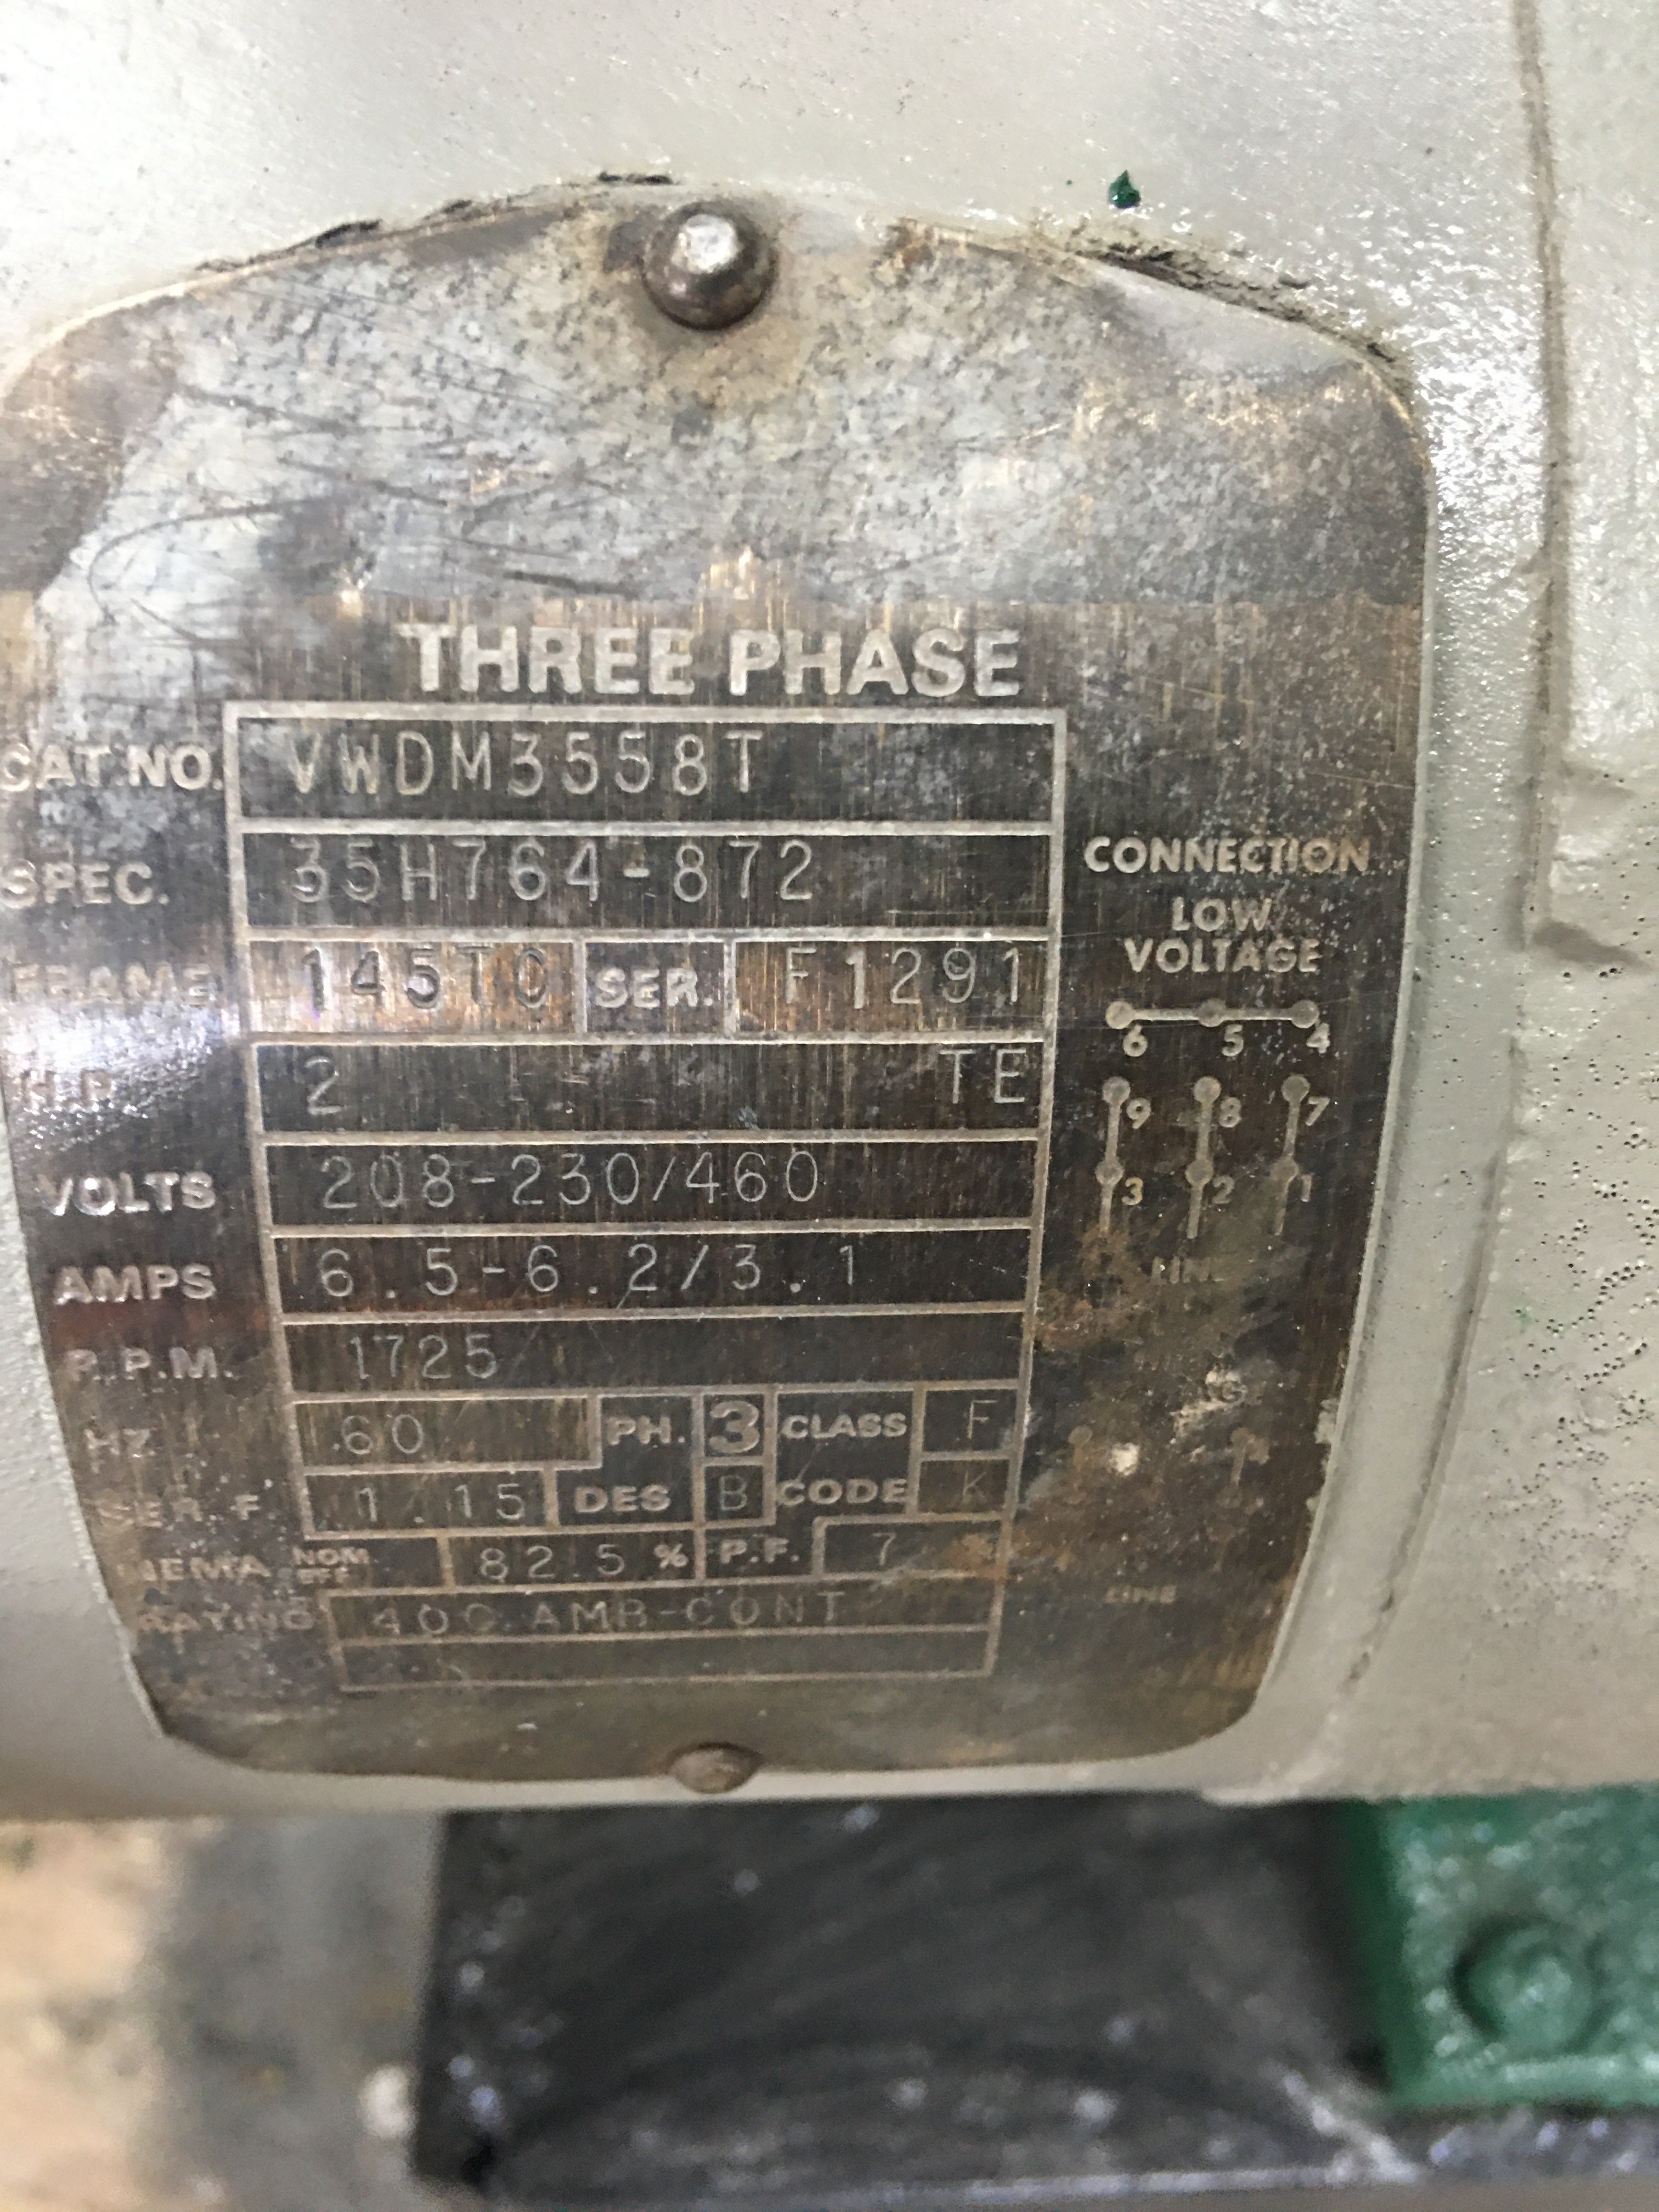 THREE PHASE
CAT NO. VWDM3558T
SPEC. 35H764-872
FRAME 145TC SER. F1291
H.P. 2 TE
VOLTS 208-230/460
AMPS 6.5-6.2/3.1
R.P.M. 1725
HZ 60 PH. 3 CLASS F
SER. F. 1.15 DES B CODE K
NEMA NOM EFF 82.5 % P.F. 7
RATING 40C AMB-CONT
CONNECTION
LOW
VOLTAGE
6 5 4
9 8 7
3 2 1
LINE
LINE